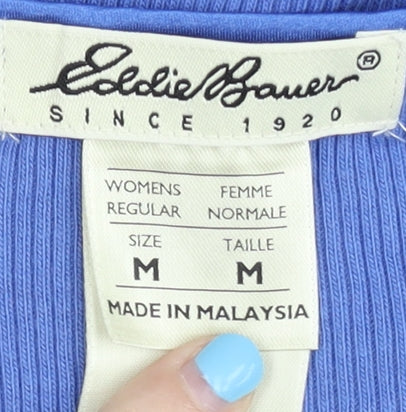 Eddie Bauer®
SINCE 1920
WOMENS FEMME
REGULAR NORMALE
SIZE TAILLE
M M
MADE IN MALAYSIA